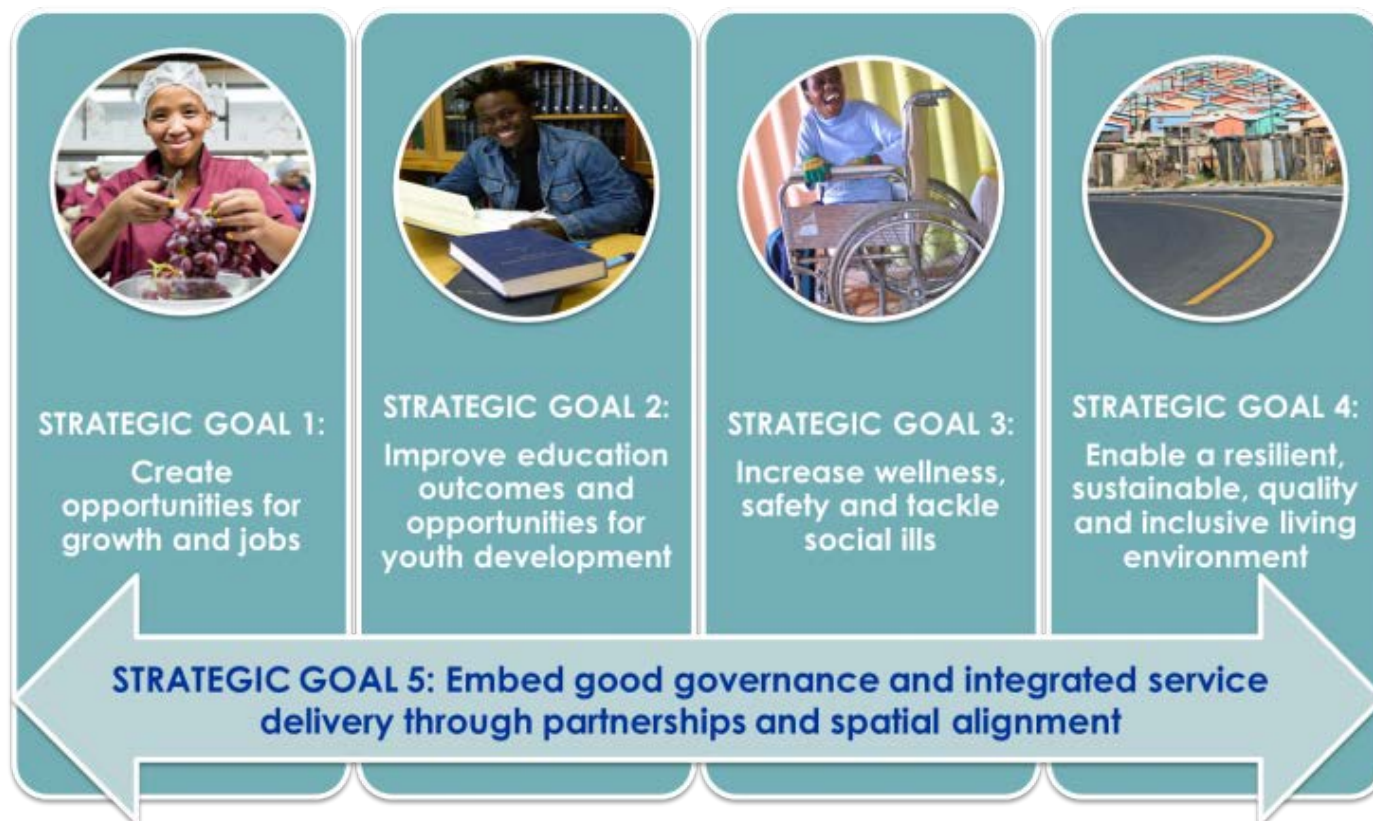 STRATEGIC GOAL 1:
Create
opportunities for
growth and jobs
STRATEGIC GOAL 2:
Improve education
outcomes and
opportunities for
youth development
STRATEGIC GOAL 3:
Increase wellness,
safety and tackle
social ills
STRATEGIC GOAL 4:
Enable a resilient,
sustainable, quality
and inclusive living
environment
STRATEGIC GOAL 5: Embed good governance and integrated service
delivery through partnerships and spatial alignment